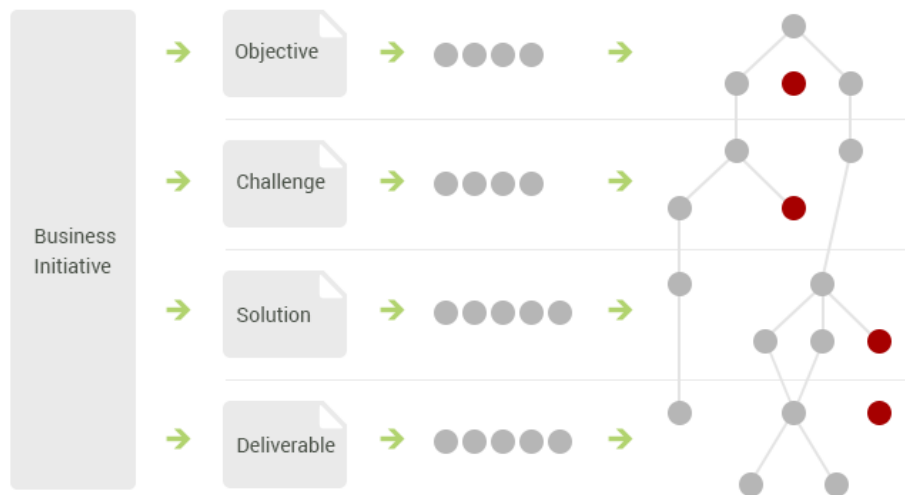 Objective
Challenge
Business
Initiative
Solution
Deliverable